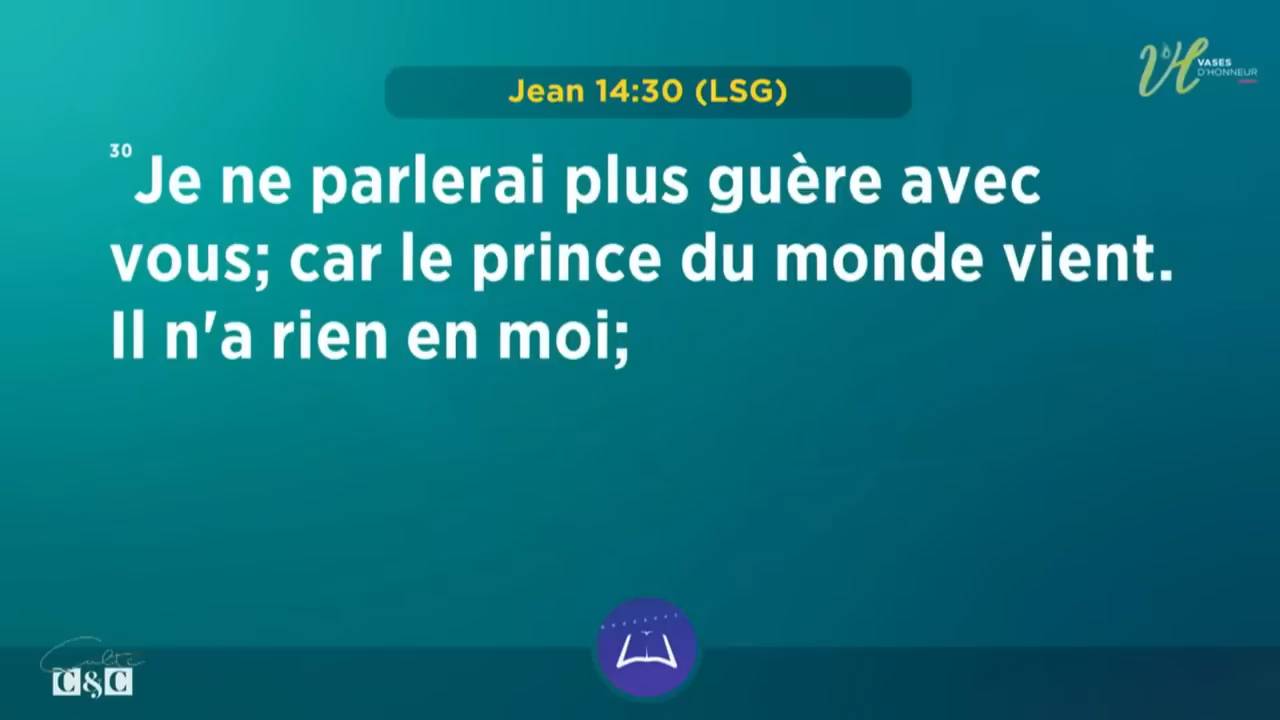 VASES
D'HONNEUR
Jean 14:30 (LSG)
30 Je ne parlerai plus guère avec
vous; car le prince du monde vient.
Il n'a rien en moi;
Culte
C&C